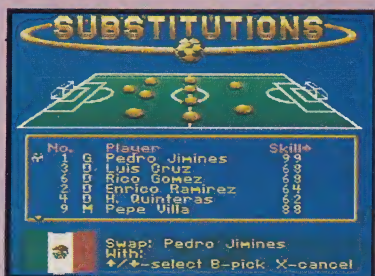 SUBSTITUTIONS
No. Player Skill
1 G Pedro Jimines 99
3 D Luis Cruz 68
6 D Rico Gomez 68
2 D Enrico Ramirez 64
4 D H. Quinteras 62
9 M Pepe Villa 88
Swap: Pedro Jimines
With:
↑/↓-select B-pick X-cancel